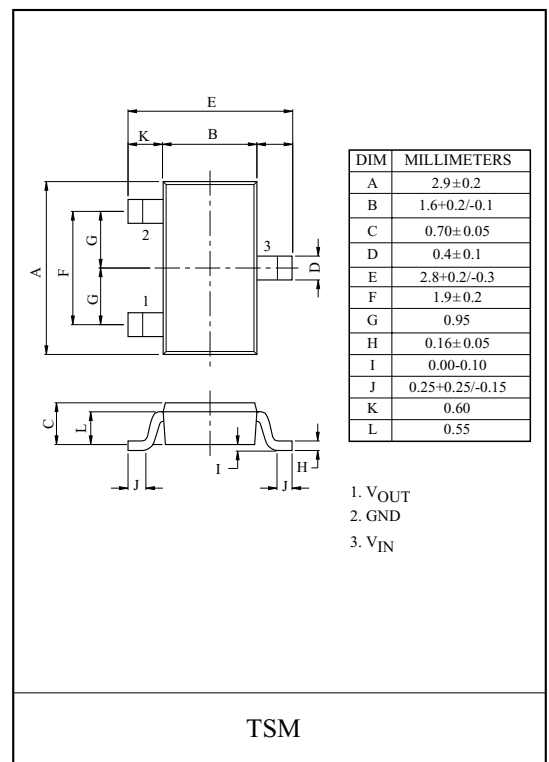 E
K B
2
3
G
A F D
G
1
DIM MILLIMETERS
A 2.9±0.2
B 1.6+0.2/-0.1
C 0.70±0.05
D 0.4±0.1
E 2.8+0.2/-0.3
F 1.9±0.2
G 0.95
H 0.16±0.05
I 0.00-0.10
J 0.25+0.25/-0.15
K 0.60
L 0.55
C L
I H
J J
1. VOUT
2. GND
3. VIN
TSM